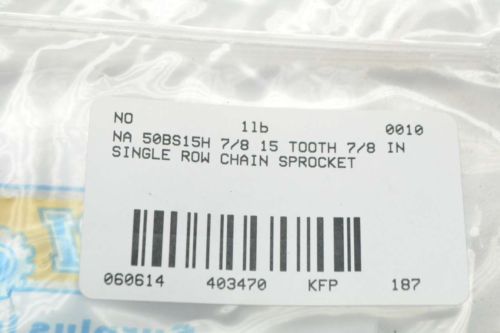 NO 1lb 0010
NA 50BS15H 7/8 15 TOOTH 7/8 IN
SINGLE ROW CHAIN SPROCKET
060614 403470 KFP 187
Surplus